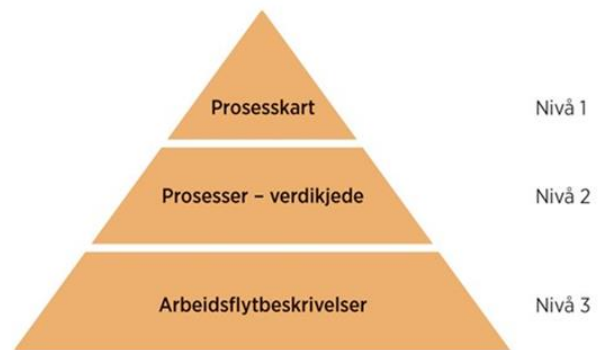 Prosesskart
Nivå 1
Prosesser – verdikjede
Nivå 2
Arbeidsflytbeskrivelser
Nivå 3